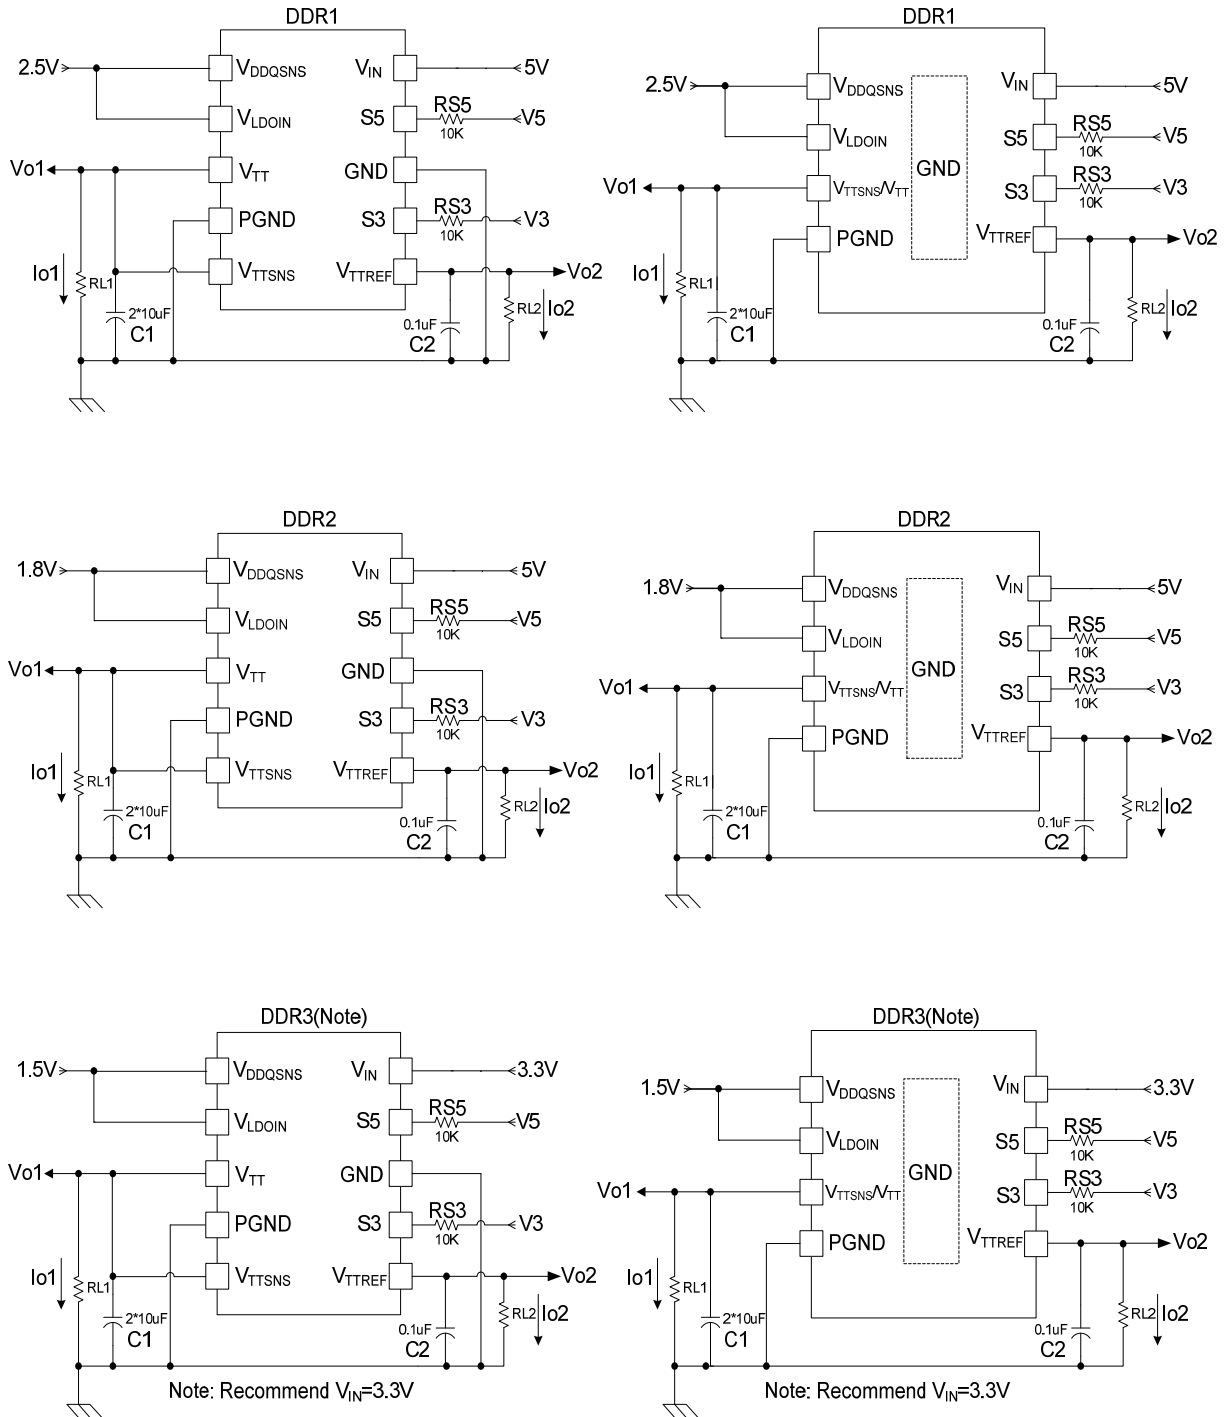 DDR1
2.5V
VDDQSNS
VIN
5V
VLDOIN
S5
RS5
10K
V5
Vo1
VTT
GND
PGND
S3
RS3
10K
V3
Io1
RL1
VTTSNS
VTTREF
Vo2
2*10uF
C1
0.1uF
C2
RL2
Io2
DDR1
2.5V
VDDQSNS
VIN
5V
VLDOIN
GND
S5
RS5
10K
V5
Vo1
VTTSNS/VTT
S3
RS3
10K
V3
PGND
VTTREF
Vo2
Io1
RL1
2*10uF
C1
0.1uF
C2
RL2
Io2
DDR2
1.8V
VDDQSNS
VIN
5V
VLDOIN
S5
RS5
10K
V5
Vo1
VTT
GND
PGND
S3
RS3
10K
V3
Io1
RL1
VTTSNS
VTTREF
Vo2
2*10uF
C1
0.1uF
C2
RL2
Io2
DDR2
1.8V
VDDQSNS
VIN
5V
VLDOIN
GND
S5
RS5
10K
V5
Vo1
VTTSNS/VTT
S3
RS3
10K
V3
PGND
VTTREF
Vo2
Io1
RL1
2*10uF
C1
0.1uF
C2
RL2
Io2
DDR3(Note)
1.5V
VDDQSNS
VIN
3.3V
VLDOIN
S5
RS5
10K
V5
Vo1
VTT
GND
PGND
S3
RS3
10K
V3
Io1
RL1
VTTSNS
VTTREF
Vo2
2*10uF
C1
0.1uF
C2
RL2
Io2
Note: Recommend VIN=3.3V
DDR3(Note)
1.5V
VDDQSNS
VIN
3.3V
VLDOIN
GND
S5
RS5
10K
V5
Vo1
VTTSNS/VTT
S3
RS3
10K
V3
PGND
VTTREF
Vo2
Io1
RL1
2*10uF
C1
0.1uF
C2
RL2
Io2
Note: Recommend VIN=3.3V